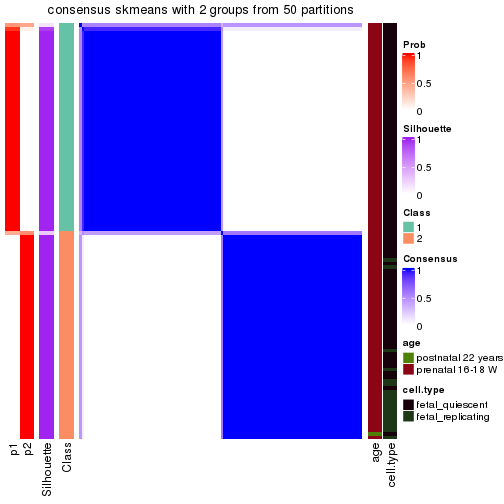 consensus skmeans with 2 groups from 50 partitions
Prob
1
0.5
0
Silhouette
1
0.5
0
Class
1
2
Consensus
1
0.5
0
age
postnatal 22 years
prenatal 16-18 W
cell.type
fetal_quiescent
fetal_replicating
p1
p2
Silhouette
Class
age
cell.type